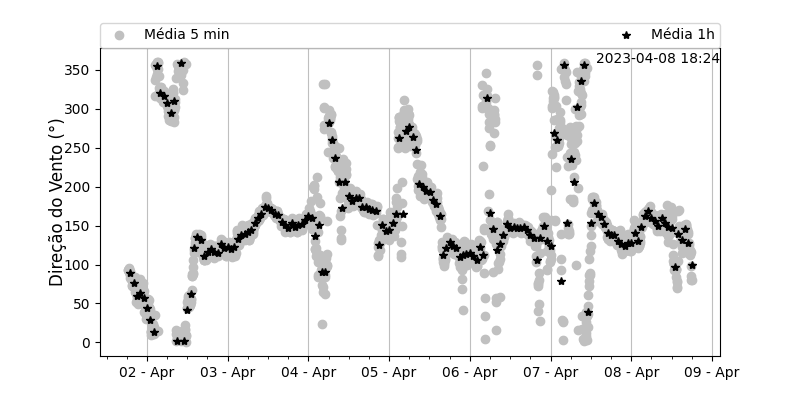 Média 5 min
Média 1h
2023-04-08 18:24
Direção do Vento (°)
350
300
250
200
150
100
50
0
02 - Apr
03 - Apr
04 - Apr
05 - Apr
06 - Apr
07 - Apr
08 - Apr
09 - Apr